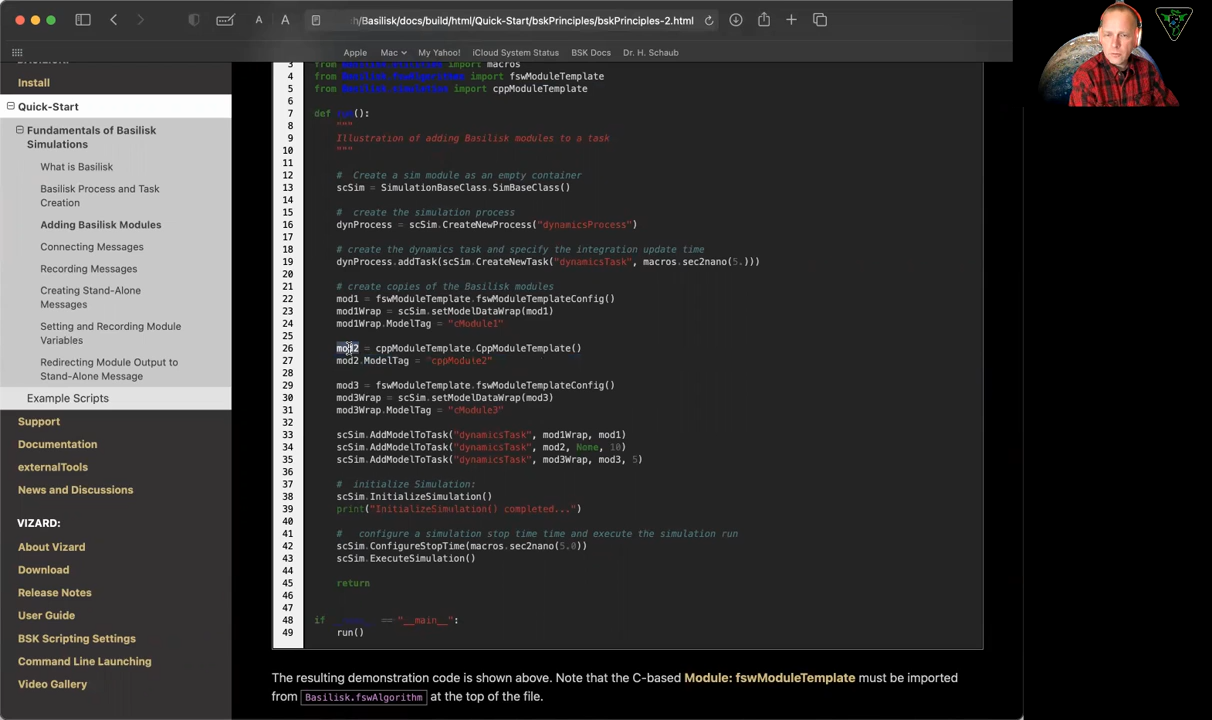 :h/Basilisk/docs/build/html/Quick-Start/bskPrinciples/bskPrinciples-2.html
Apple Mac My Yahoo! iCloud System Status BSK Docs Dr. H. Schaub
Install
Quick-Start
Fundamentals of Basilisk
Simulations
What is Basilisk
Basilisk Process and Task
Creation
Adding Basilisk Modules
Connecting Messages
Recording Messages
Creating Stand-Alone
Messages
Setting and Recording Module
Variables
Redirecting Module Output to
Stand-Alone Message
Example Scripts
Support
Documentation
externalTools
News and Discussions
VIZARD:
About Vizard
Download
Release Notes
User Guide
BSK Scripting Settings
Command Line Launching
Video Gallery
3 from Basilisk.utilities import macros
4 from Basilisk.fswAlgorithms import fswModuleTemplate
5 from Basilisk.simulation import cppModuleTemplate
6
7 def run():
8 """
9 Illustration of adding Basilisk modules to a task
10 """
11
12 # Create a sim module as an empty container
13 scSim = SimulationBaseClass.SimBaseClass()
14
15 # create the simulation process
16 dynProcess = scSim.CreateNewProcess("dynamicsProcess")
17
18 # create the dynamics task and specify the integration update time
19 dynProcess.addTask(scSim.CreateNewTask("dynamicsTask", macros.sec2nano(5.)))
20
21 # create copies of the Basilisk modules
22 mod1 = fswModuleTemplate.fswModuleTemplateConfig()
23 mod1Wrap = scSim.setModelDataWrap(mod1)
24 mod1Wrap.ModelTag = "cModule1"
25
26 mod2 = cppModuleTemplate.CppModuleTemplate()
27 mod2.ModelTag = "cppModule2"
28
29 mod3 = fswModuleTemplate.fswModuleTemplateConfig()
30 mod3Wrap = scSim.setModelDataWrap(mod3)
31 mod3Wrap.ModelTag = "cModule3"
32
33 scSim.AddModelToTask("dynamicsTask", mod1Wrap, mod1)
34 scSim.AddModelToTask("dynamicsTask", mod2, None, 10)
35 scSim.AddModelToTask("dynamicsTask", mod3Wrap, mod3, 5)
36
37 # initialize Simulation:
38 scSim.InitializeSimulation()
39 print("InitializeSimulation() completed...")
40
41 # configure a simulation stop time time and execute the simulation run
42 scSim.ConfigureStopTime(macros.sec2nano(5.0))
43 scSim.ExecuteSimulation()
44
45 return
46
47
48 if == "__main__":
49 run()
The resulting demonstration code is shown above. Note that the C-based Module: fswModuleTemplate must be imported
from Basilisk.fswAlgorithm at the top of the file.